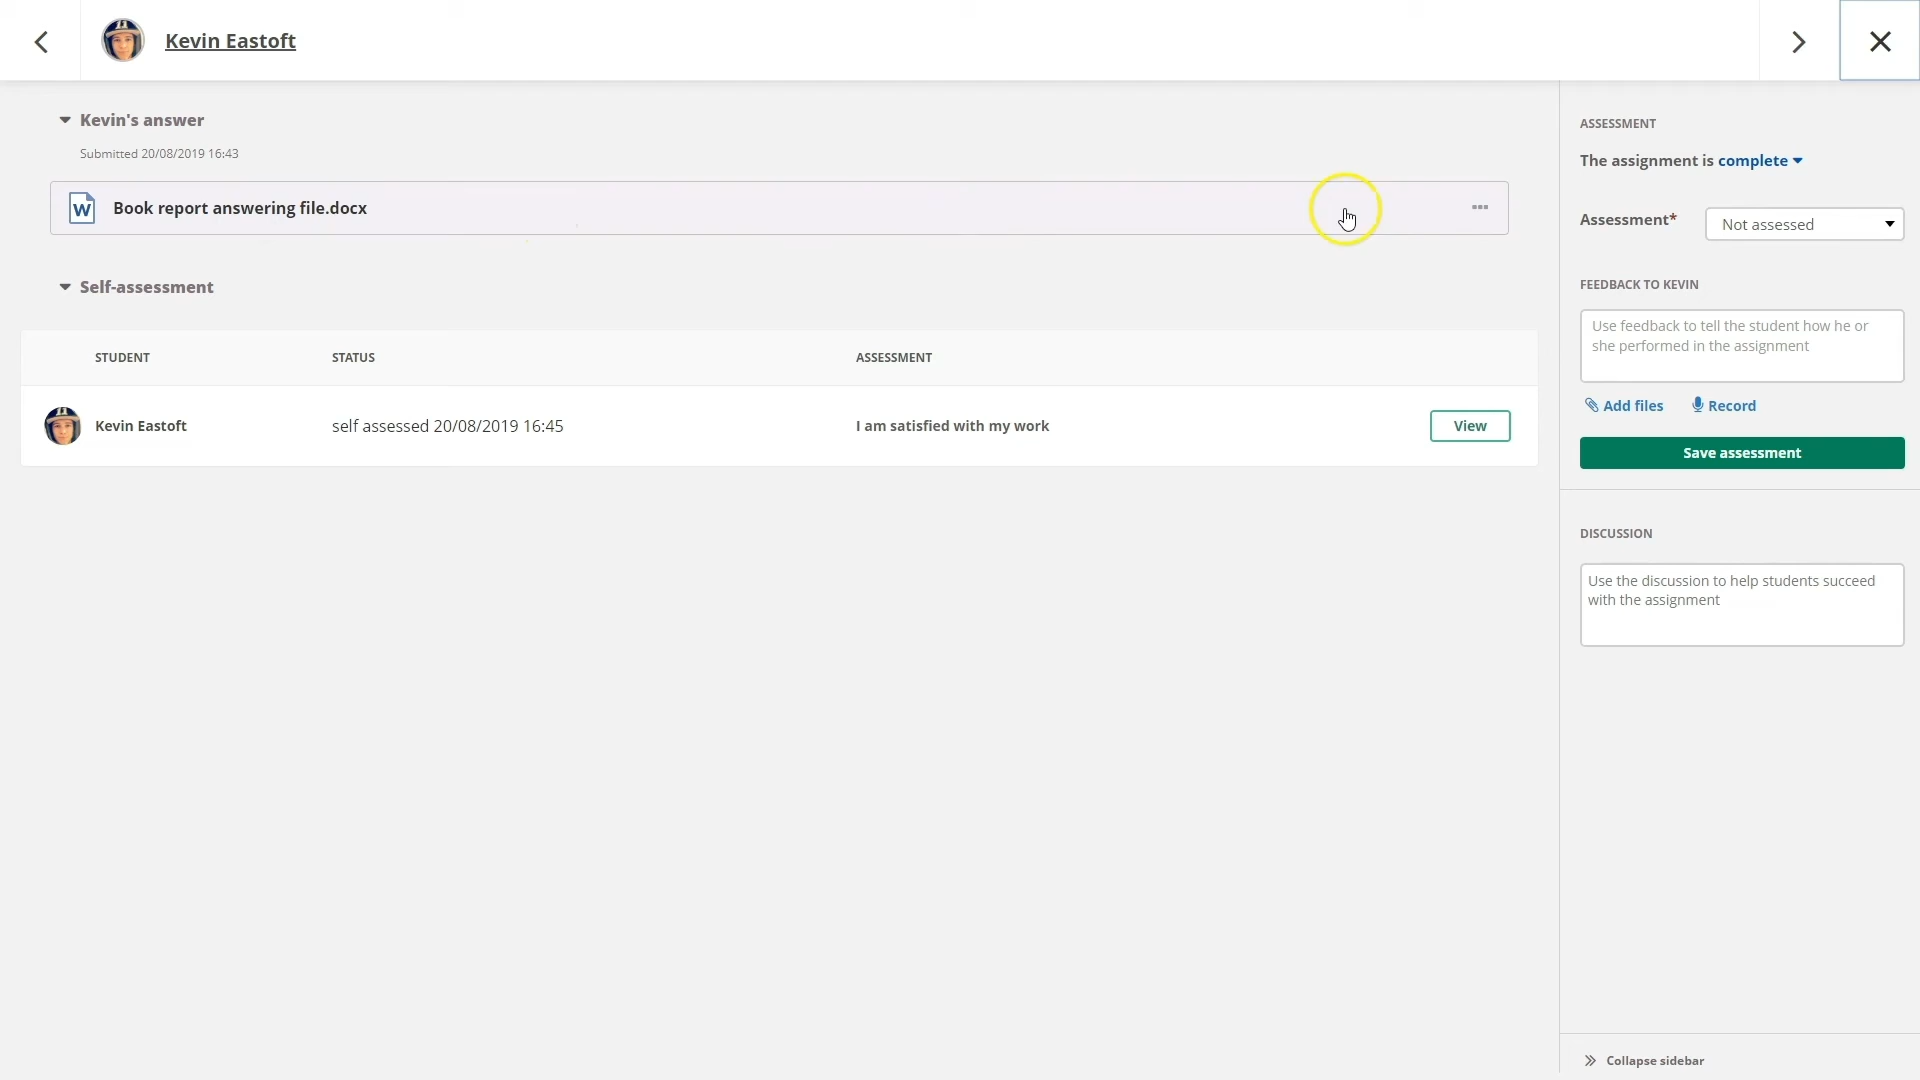 Kevin Eastoft
Kevin's answer
Submitted 20/08/2019 16:43
W Book report answering file.docx
Self-assessment
STUDENT STATUS ASSESSMENT
Kevin Eastoft self assessed 20/08/2019 16:45 I am satisfied with my work View
ASSESSMENT
The assignment is complete
Assessment* Not assessed
FEEDBACK TO KEVIN
Use feedback to tell the student how he or
she performed in the assignment
Add files Record
Save assessment
DISCUSSION
Use the discussion to help students succeed
with the assignment
Collapse sidebar